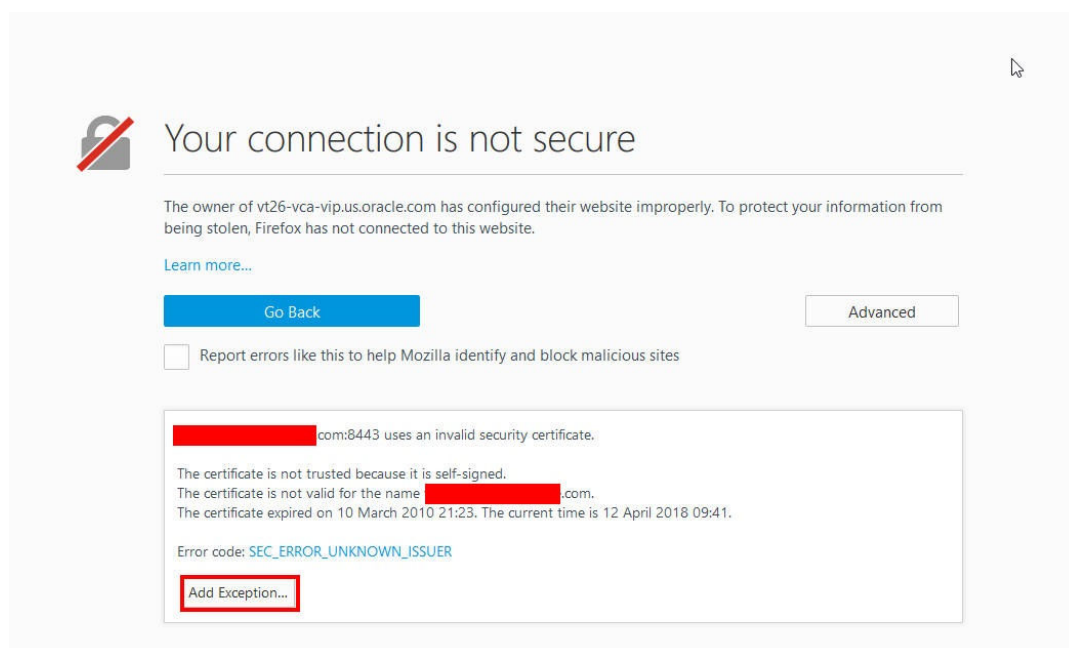 Your connection is not secure
The owner of vt26-vca-vip.us.oracle.com has configured their website improperly. To protect your information from
being stolen, Firefox has not connected to this website.
Learn more...
Go Back
Advanced
Report errors like this to help Mozilla identify and block malicious sites
com:8443 uses an invalid security certificate.
The certificate is not trusted because it is self-signed.
The certificate is not valid for the name .com.
The certificate expired on 10 March 2010 21:23. The current time is 12 April 2018 09:41.
Error code: SEC_ERROR_UNKNOWN_ISSUER
Add Exception...